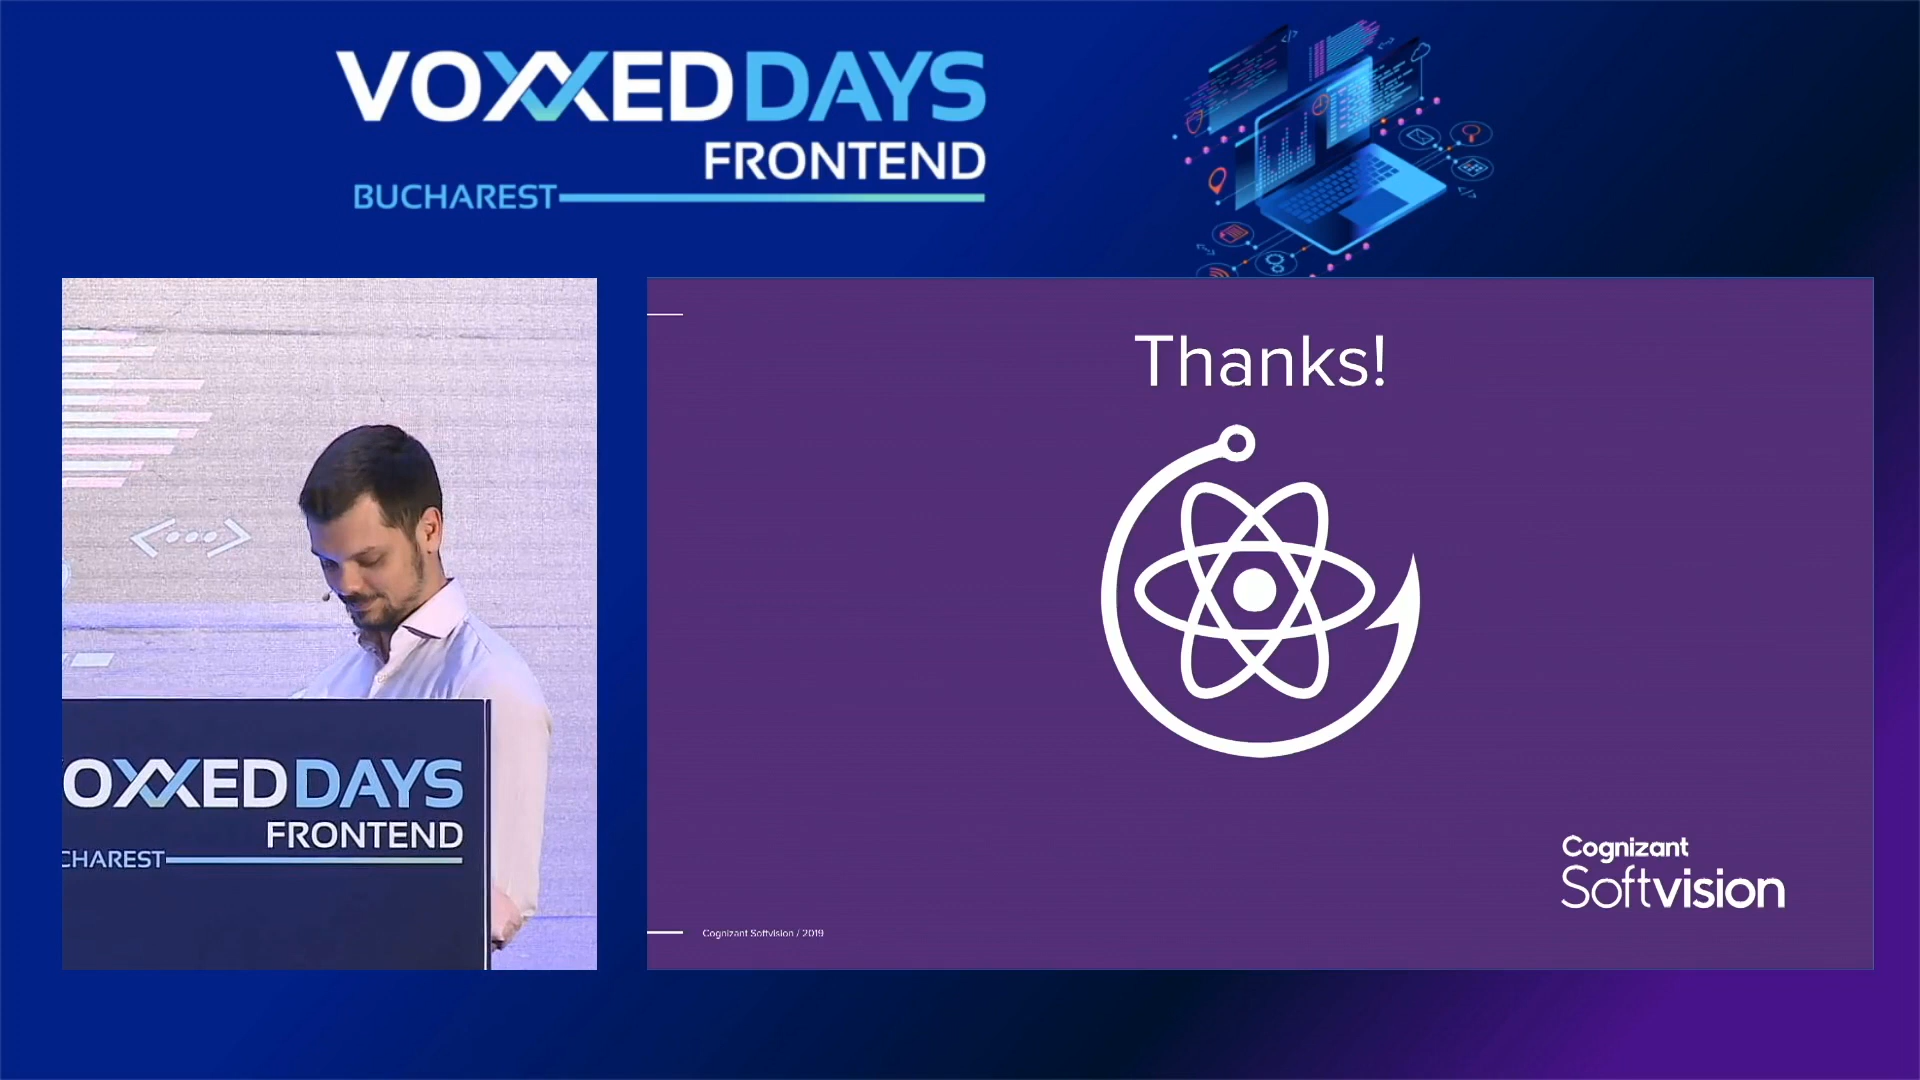 VOXXED DAYS
FRONTEND
BUCHAREST
Thanks!
OXXED DAYS
FRONTEND
CHAREST
Cognizant
Softvision
Cognizant Softvision / 2019